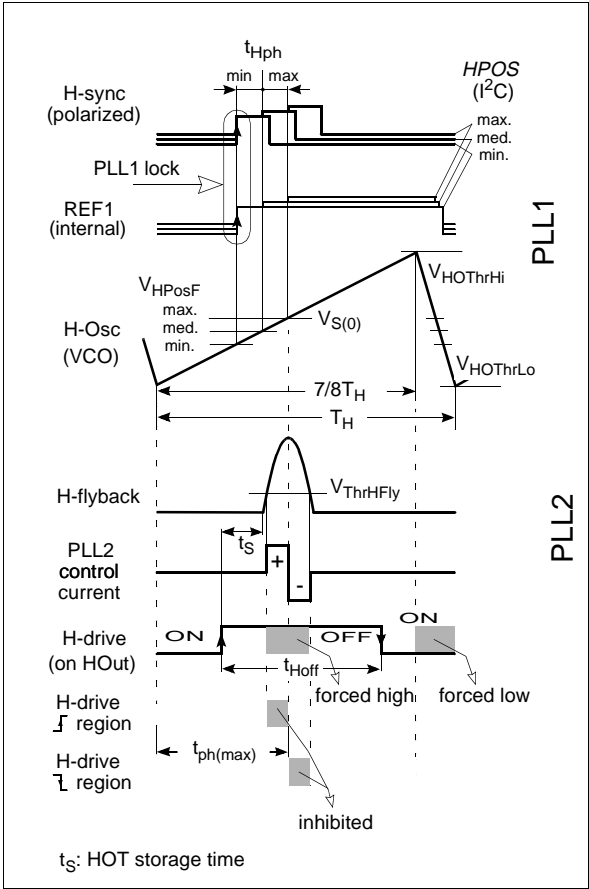 tHph
min max
HPOS
(I²C)
H-sync
(polarized)
max.
med.
min.
PLL1 lock
REF1
(internal)
PLL1
VHPosF
max.
med.
min.
VS(0)
VHOThrHi
H-Osc
(VCO)
VHOThrLo
7/8TH
TH
H-flyback
VThrHFly
tS
PLL2
PLL2
control
current
+
-
H-drive
(on HOut)
ON
OFF
ON
tHoff
forced high
forced low
H-drive
region
tph(max)
H-drive
region
inhibited
tS: HOT storage time